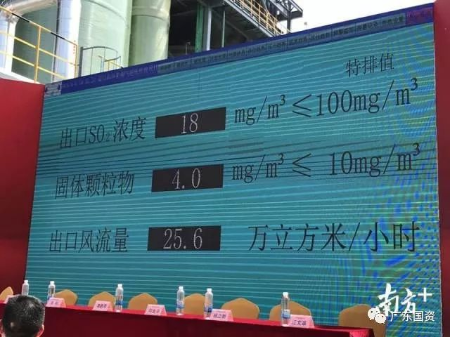 特排值
出口SO₂浓度 18 mg/m³ ≤100mg/m³
固体颗粒物 4.0 mg/m³ ≤ 10mg/m³
出口风流量 25.6 万立方米/小时
南方+
广东国资